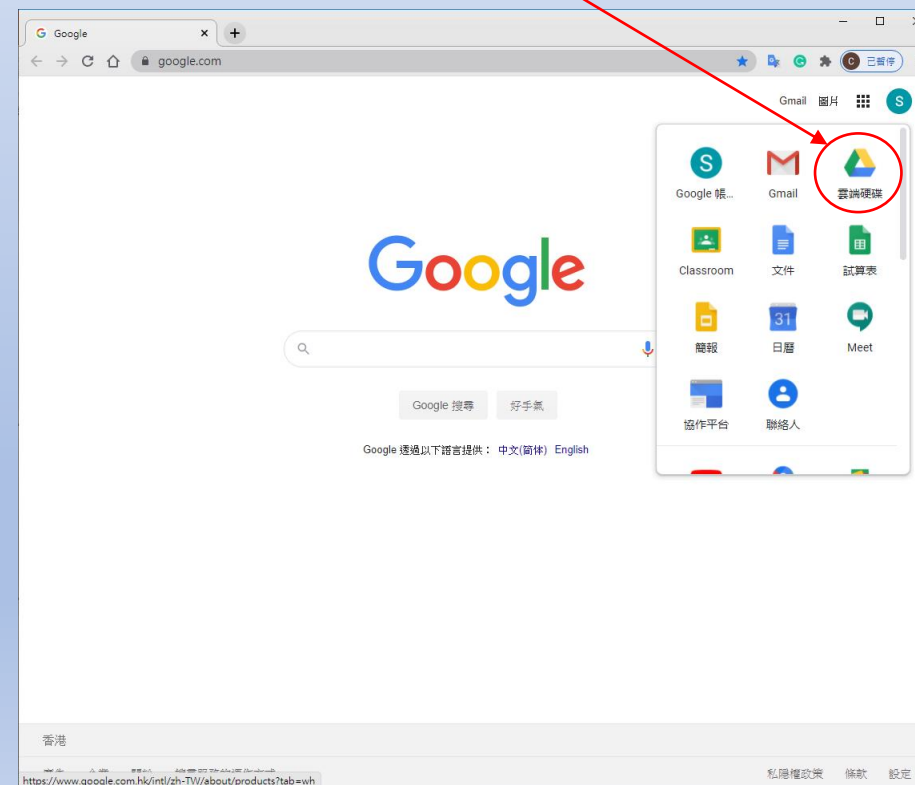 Google
google.com
C 已暫停
Gmail 圖片 S
S
Google 帳... Gmail 雲端硬碟
Classroom 文件 試算表
31
簡報 日曆 Meet
協作平台 聯絡人
Google
Google 搜尋 好手氣
Google 透過以下語言提供： 中文(简体) English
香港
https://www.google.com.hk/intl/zh-TW/about/products?tab=wh
私隱權政策 條款 設定